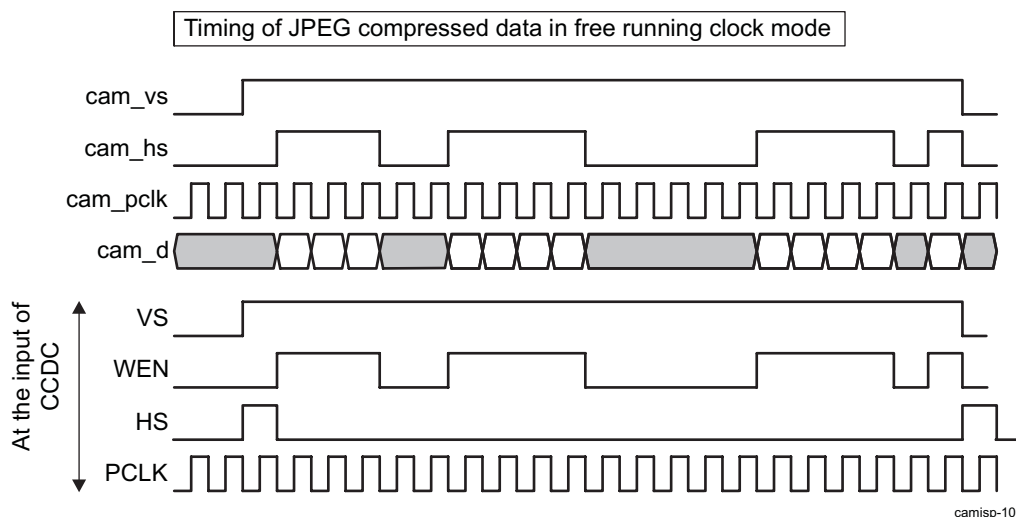 Timing of JPEG compressed data in free running clock mode
cam_vs
cam_hs
cam_pclk
cam_d
At the input of
CCDC
VS
WEN
HS
PCLK
camisp-10